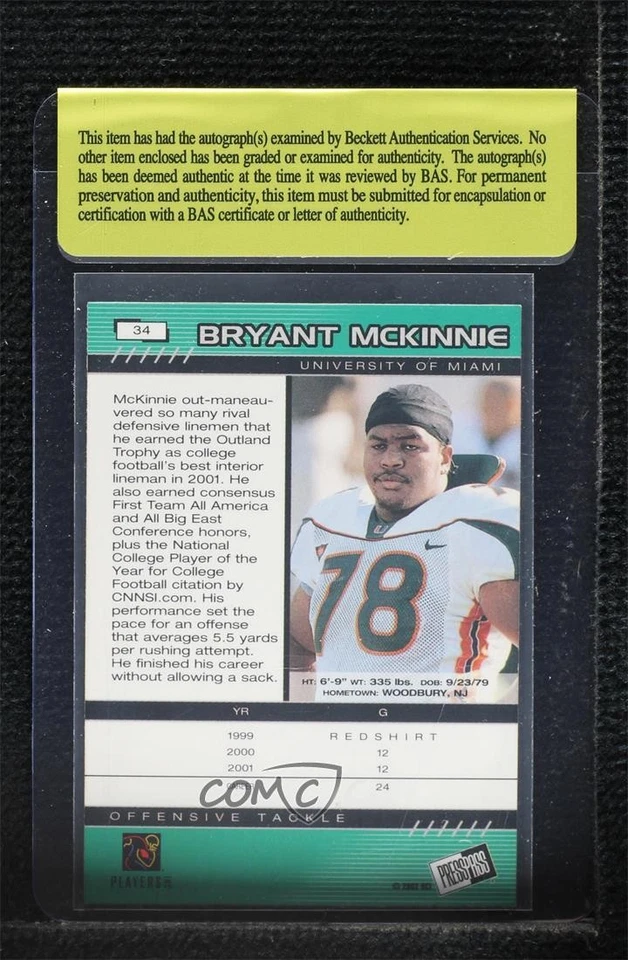 This item has had the autograph(s) examined by Beckett Authentication Services. No
other item enclosed has been graded or examined for authenticity. The autograph(s)
has been deemed authentic at the time it was reviewed by BAS. For permanent
preservation and authenticity, this item must be submitted for encapsulation or
certification with a BAS certificate or letter of authenticity.
34
BRYANT MCKINNIE
UNIVERSITY OF MIAMI
McKinnie out-maneau-
vered so many rival
defensive linemen that
he earned the Outland
Trophy as college
football's best interior
lineman in 2001. He
also earned consensus
First Team All America
and All Big East
Conference honors,
plus the National
College Player of the
Year for College
Football citation by
CNNSI.com. His
performance set the
pace for an offense
that averages 5.5 yards
per rushing attempt.
He finished his career
without allowing a sack.
78
HT: 6'-9" WT: 335 lbs. DOB: 9/23/79
HOMETOWN: WOODBURY, NJ
YR G
1999 REDSHIRT
2000 12
2001 12
24
COMC
OFFENSIVE TACKLE
PLAYERS INC
PRESS PASS